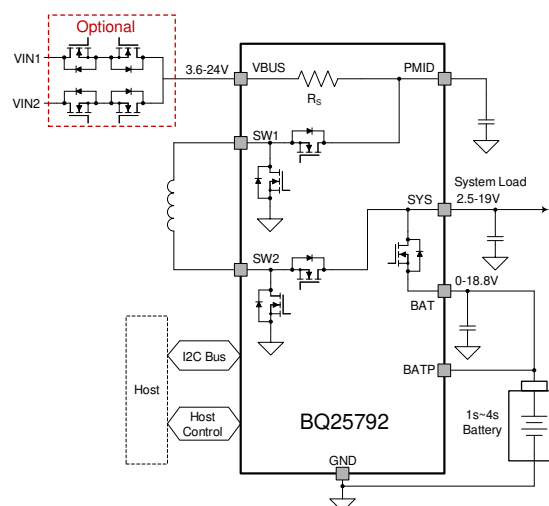 Optional
VIN1
VIN2
3.6-24V
VBUS
RS
PMID
SW1
SYS
System Load
2.5-19V
SW2
0-18.8V
BAT
I2C Bus
BATP
Host
Host
Control
BQ25792
1s~4s
Battery
GND